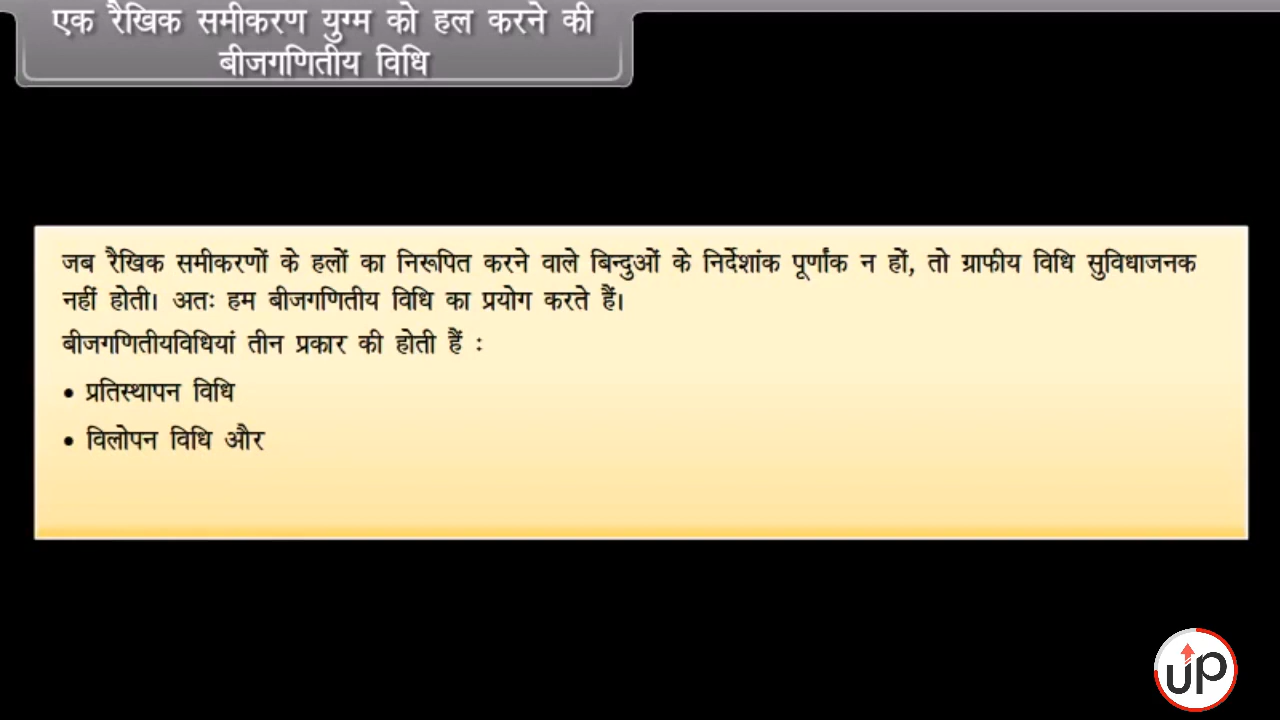 एक रैखिक समीकरण युग्म को हल करने की
बीजगणितीय विधि
जब रैखिक समीकरणों के हलों का निरूपित करने वाले बिन्दुओं के निर्देशांक पूर्णांक न हों, तो ग्राफीय विधि सुविधाजनक
नहीं होती। अतः हम बीजगणितीय विधि का प्रयोग करते हैं।
बीजगणितीयविधियां तीन प्रकार की होती हैं :
• प्रतिस्थापन विधि
• विलोपन विधि और
up